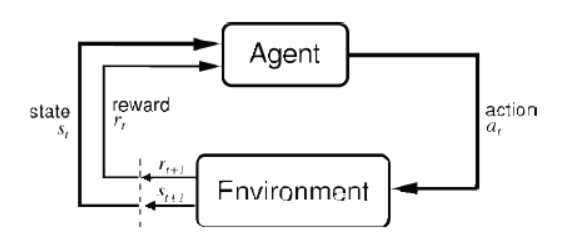 Agent
state
s_t
reward
r_t
action
a_t
r_{t+1}
s_{t+1}
Environment